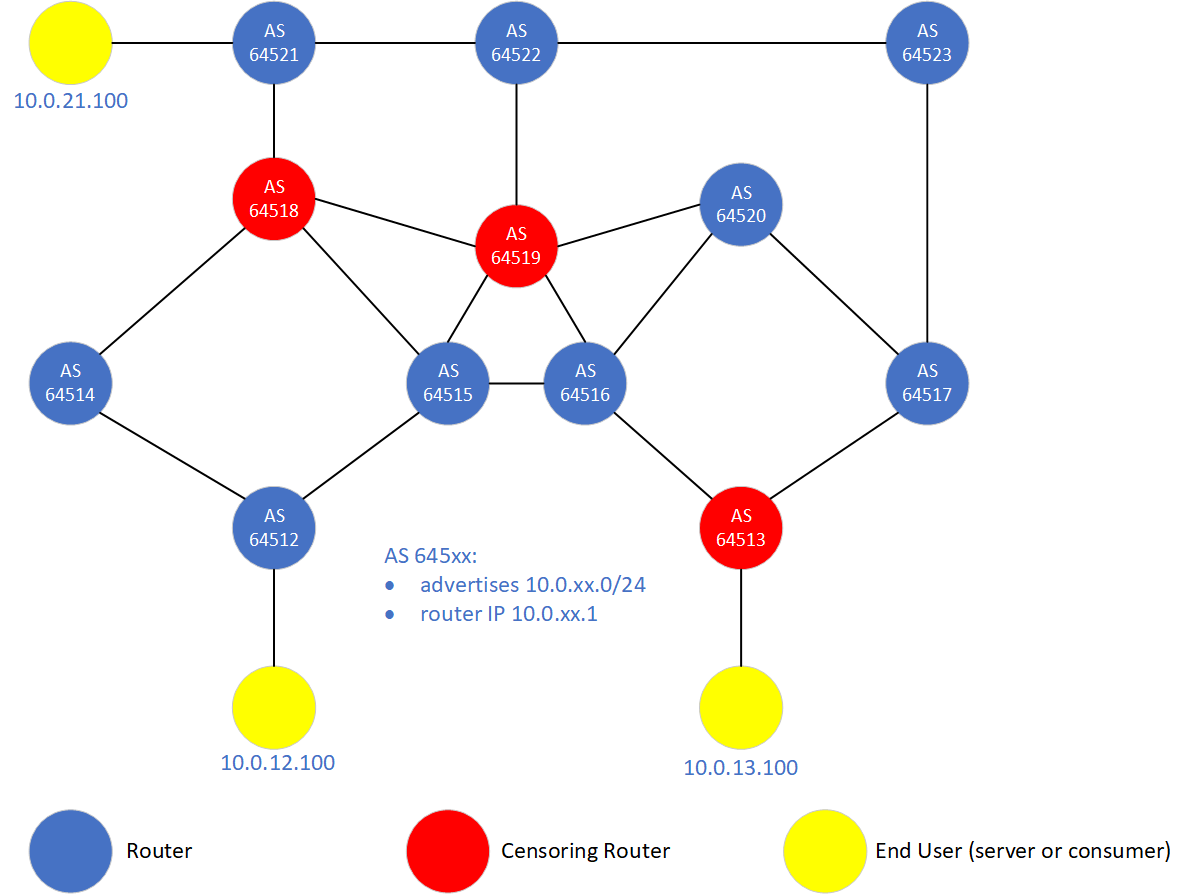 AS
64521
AS
64522
AS
64523
10.0.21.100
AS
64518
AS
64520
AS
64519
AS
64514
AS
64515
AS
64516
AS
64517
AS
64512
AS
64513
AS 645xx:
• advertises 10.0.xx.0/24
• router IP 10.0.xx.1
10.0.12.100
10.0.13.100
Router
Censoring Router
End User (server or consumer)